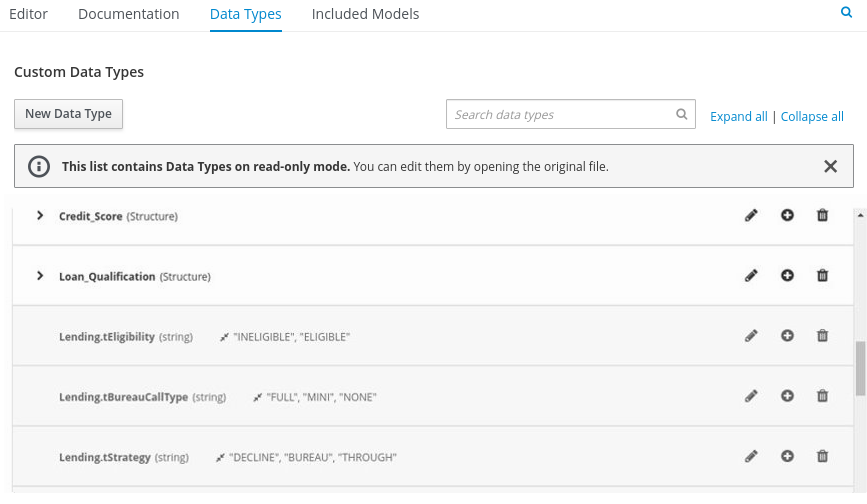 Editor Documentation Data Types Included Models
Custom Data Types
New Data Type Search data types Expand all | Collapse all
This list contains Data Types on read-only mode. You can edit them by opening the original file.
Credit_Score (Structure)
Loan_Qualification (Structure)
Lending.tEligibility (string) "INELIGIBLE", "ELIGIBLE"
Lending.tBureauCallType (string) "FULL", "MINI", "NONE"
Lending.tStrategy (string) "DECLINE", "BUREAU", "THROUGH"